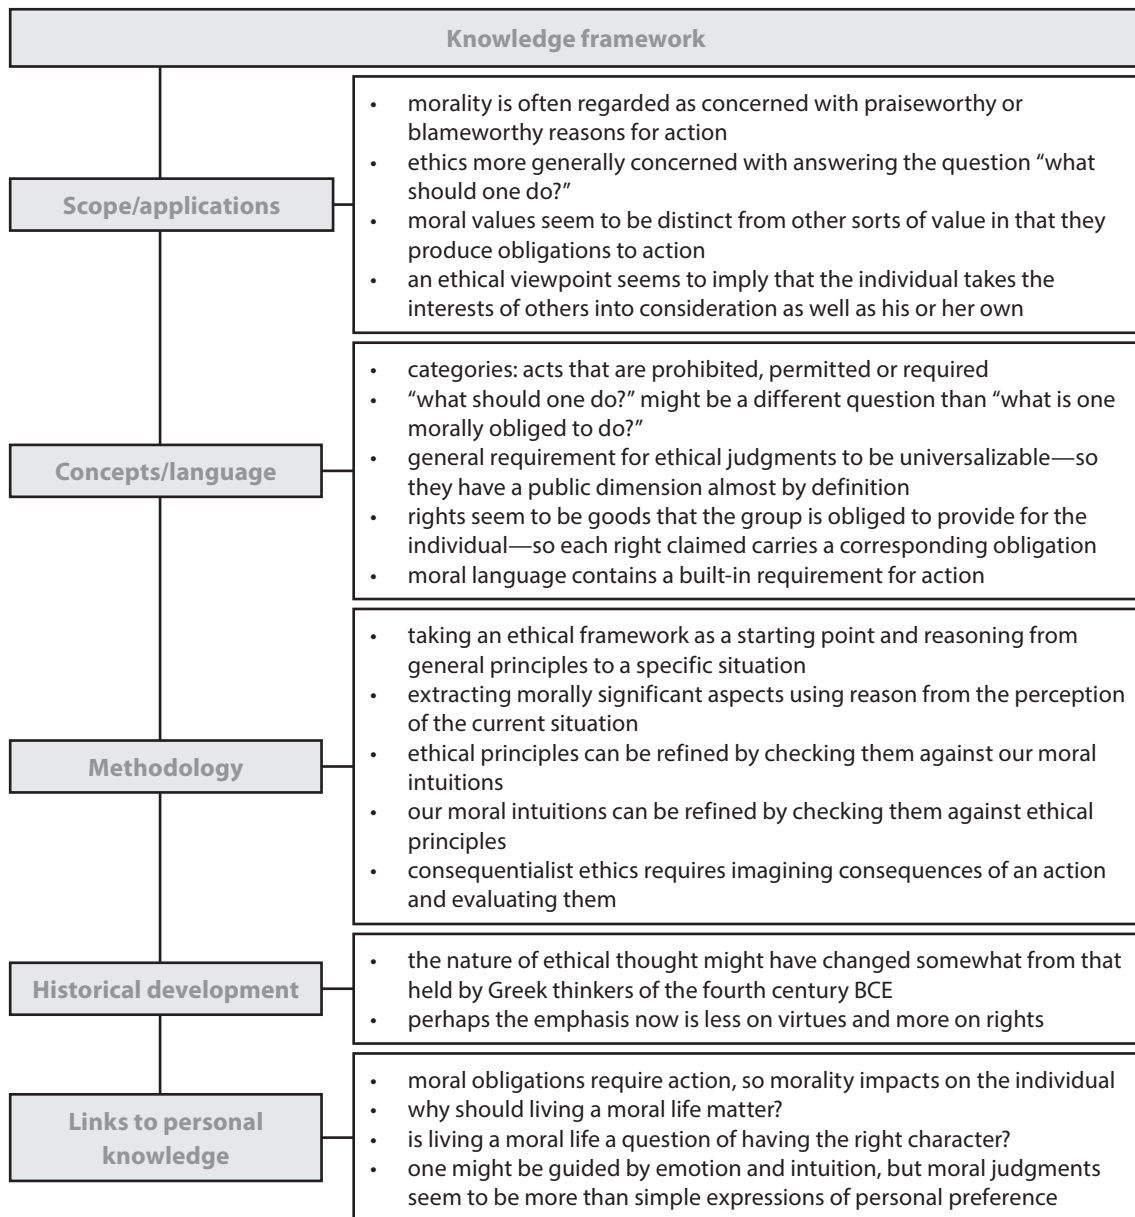 Knowledge framework
Scope/applications
• morality is often regarded as concerned with praiseworthy or
blameworthy reasons for action
• ethics more generally concerned with answering the question “what
should one do?”
• moral values seem to be distinct from other sorts of value in that they
produce obligations to action
• an ethical viewpoint seems to imply that the individual takes the
interests of others into consideration as well as his or her own
Concepts/language
• categories: acts that are prohibited, permitted or required
• “what should one do?” might be a different question than “what is one
morally obliged to do?”
• general requirement for ethical judgments to be universalizable—so
they have a public dimension almost by definition
• rights seem to be goods that the group is obliged to provide for the
individual—so each right claimed carries a corresponding obligation
• moral language contains a built-in requirement for action
Methodology
• taking an ethical framework as a starting point and reasoning from
general principles to a specific situation
• extracting morally significant aspects using reason from the perception
of the current situation
• ethical principles can be refined by checking them against our moral
intuitions
• our moral intuitions can be refined by checking them against ethical
principles
• consequentialist ethics requires imagining consequences of an action
and evaluating them
Historical development
• the nature of ethical thought might have changed somewhat from that
held by Greek thinkers of the fourth century BCE
• perhaps the emphasis now is less on virtues and more on rights
Links to personal
knowledge
• moral obligations require action, so morality impacts on the individual
• why should living a moral life matter?
• is living a moral life a question of having the right character?
• one might be guided by emotion and intuition, but moral judgments
seem to be more than simple expressions of personal preference